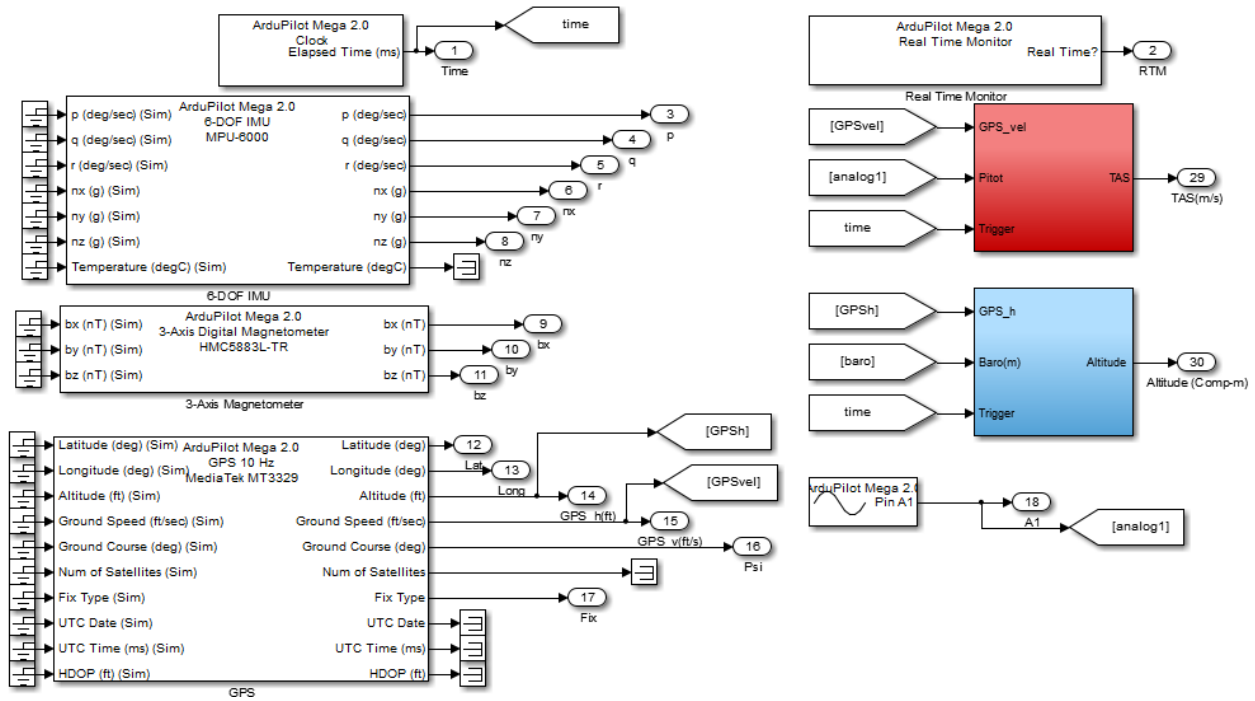 ArduPilot Mega 2.0
Clock
Elapsed Time (ms)
1
Time
time
ArduPilot Mega 2.0
Real Time Monitor
Real Time?
2
RTM
Real Time Monitor
p (deg/sec) (Sim)
ArduPilot Mega 2.0
6-DOF IMU
MPU-6000
p (deg/sec)
3
p
q (deg/sec) (Sim)
q (deg/sec)
4
q
r (deg/sec) (Sim)
r (deg/sec)
5
r
nx (g) (Sim)
nx (g)
6
nx
ny (g) (Sim)
ny (g)
7
ny
nz (g) (Sim)
nz (g)
8
nz
Temperature (degC) (Sim)
Temperature (degC)
6-DOF IMU
[GPSvel]
GPS_vel
[analog1]
Pitot
TAS
29
TAS(m/s)
time
Trigger
bx (nT) (Sim)
ArduPilot Mega 2.0
3-Axis Digital Magnetometer
HMC5883L-TR
bx (nT)
9
bx
by (nT) (Sim)
by (nT)
10
by
bz (nT) (Sim)
bz (nT)
11
bz
3-Axis Magnetometer
[GPSh]
GPS_h
[baro]
Baro(m)
Altitude
30
Altitude (Comp-m)
time
Trigger
Latitude (deg) (Sim)
ArduPilot Mega 2.0
GPS 10 Hz
MediaTek MT3329
Latitude (deg)
12
Lat
Longitude (deg) (Sim)
Longitude (deg)
13
Long
Altitude (ft) (Sim)
Altitude (ft)
14
GPS_h(ft)
[GPSh]
Ground Speed (ft/sec) (Sim)
Ground Speed (ft/sec)
15
GPS_v(ft/s)
[GPSvel]
Ground Course (deg) (Sim)
Ground Course (deg)
16
Psi
Num of Satellites (Sim)
Num of Satellites
Fix Type (Sim)
Fix Type
17
Fix
UTC Date (Sim)
UTC Date
UTC Time (ms) (Sim)
UTC Time (ms)
HDOP (ft) (Sim)
HDOP (ft)
GPS
ArduPilot Mega 2.0
Pin A1
18
A1
[analog1]